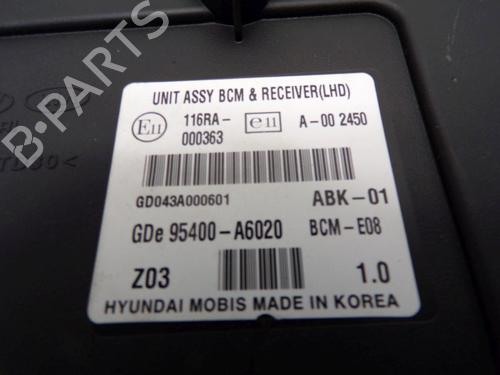 UNIT ASSY BCM & RECEIVER(LHD)
E11 116RA- e11 A-00 2450
000363
GD043A000601 ABK-01
GDe 95400-A6020 BCM-E08
Z03 1.0
HYUNDAI MOBIS MADE IN KOREA